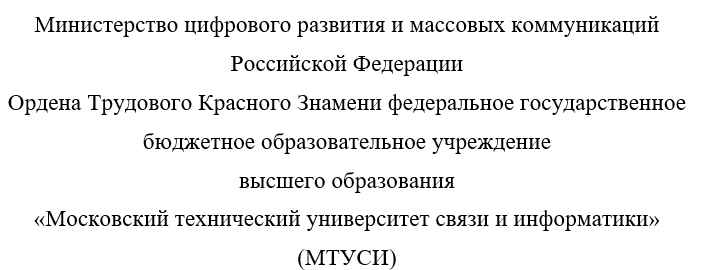 Министерство цифрового развития и массовых коммуникаций
Российской Федерации
Ордена Трудового Красного Знамени федеральное государственное
бюджетное образовательное учреждение
высшего образования
«Московский технический университет связи и информатики»
(МТУСИ)